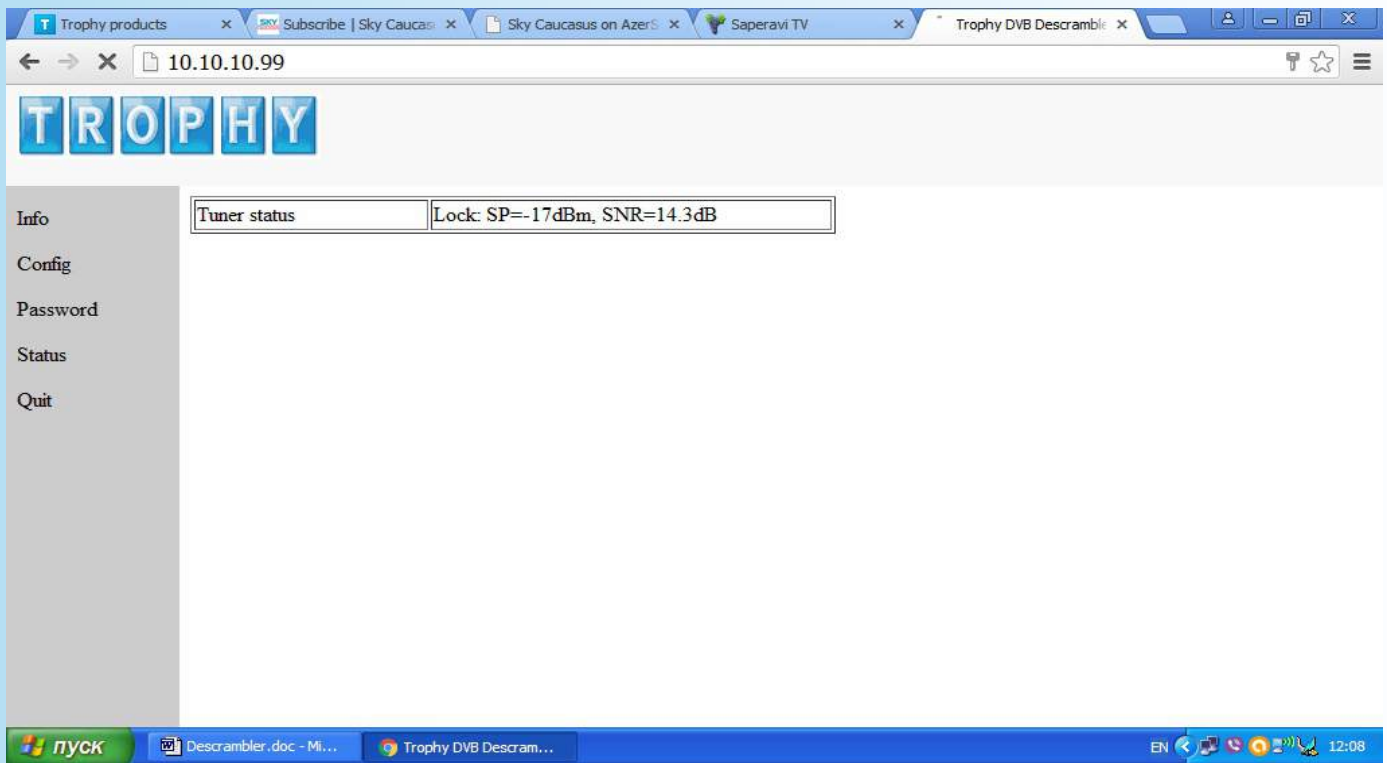 Trophy products
Subscribe | Sky Caucas
Sky Caucasus on AzerS
Saperavi TV
Trophy DVB Descramble
10.10.10.99
TROPHY
Info
Config
Password
Status
Quit
Tuner status
Lock: SP=-17dBm, SNR=14.3dB
пуск
Descrambler.doc - Mi...
Trophy DVB Descram...
EN
12:08